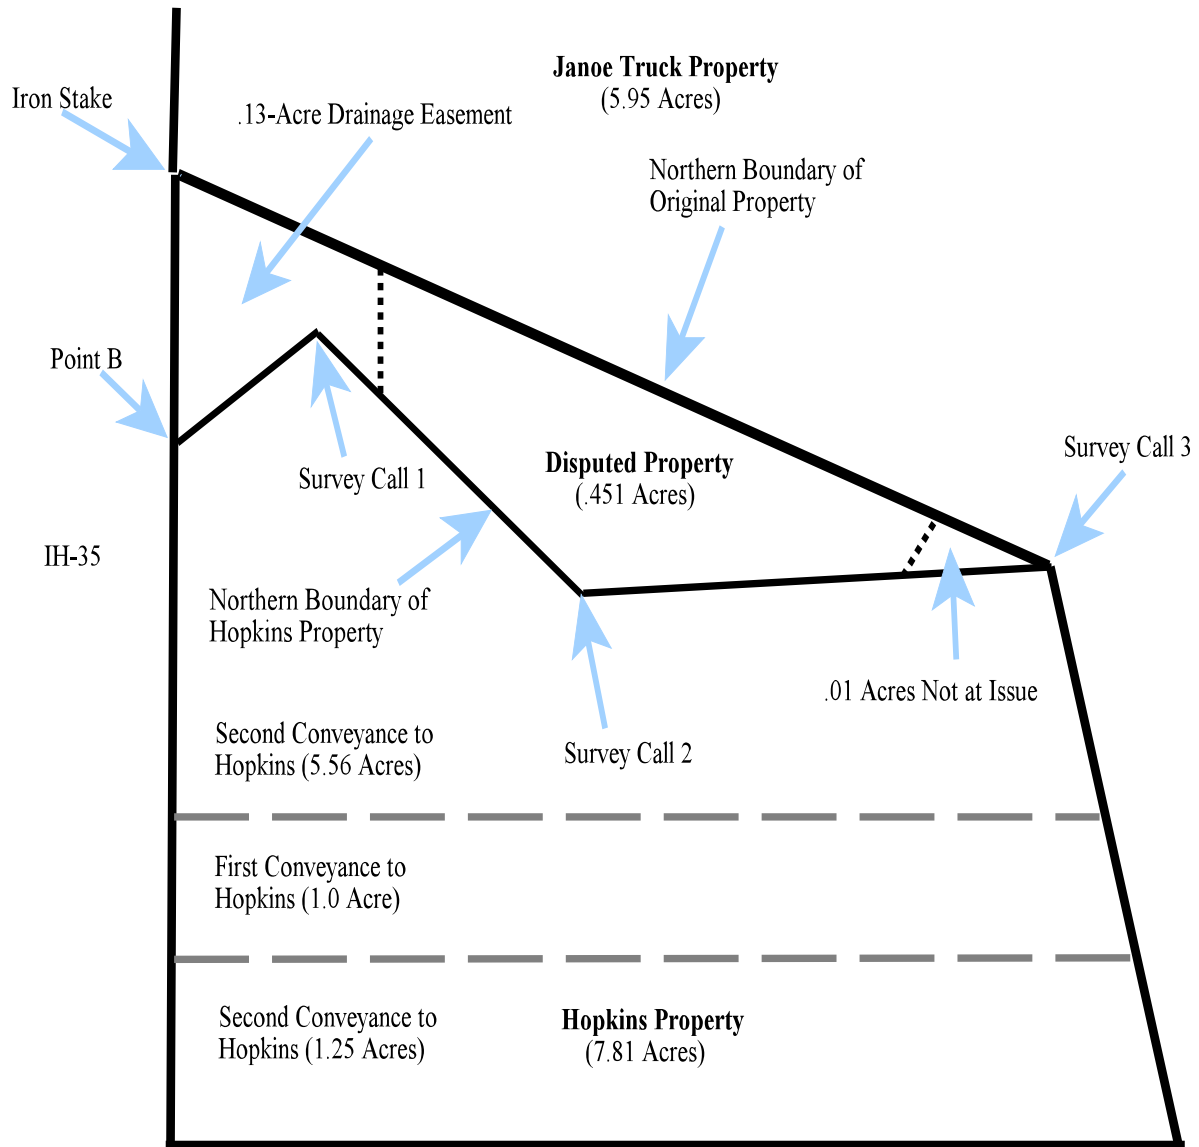 Janoe Truck Property
(5.95 Acres)
Iron Stake
.13-Acre Drainage Easement
Northern Boundary of
Original Property
Point B
Survey Call 1
Disputed Property
(.451 Acres)
Survey Call 3
IH-35
Northern Boundary of
Hopkins Property
.01 Acres Not at Issue
Second Conveyance to
Hopkins (5.56 Acres)
Survey Call 2
First Conveyance to
Hopkins (1.0 Acre)
Second Conveyance to
Hopkins (1.25 Acres)
Hopkins Property
(7.81 Acres)